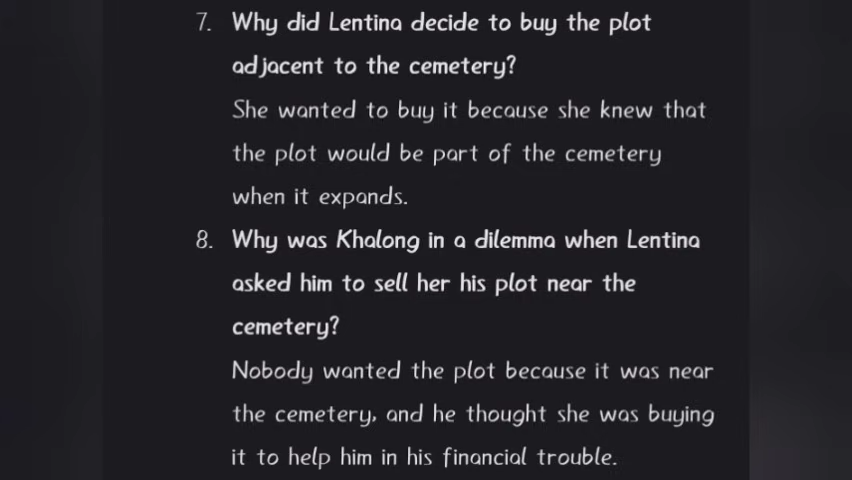 7. Why did Lentina decide to buy the plot
adjacent to the cemetery?
She wanted to buy it because she knew that
the plot would be part of the cemetery
when it expands.
8. Why was Khalong in a dilemma when Lentina
asked him to sell her his plot near the
cemetery?
Nobody wanted the plot because it was near
the cemetery, and he thought she was buying
it to help him in his financial trouble.